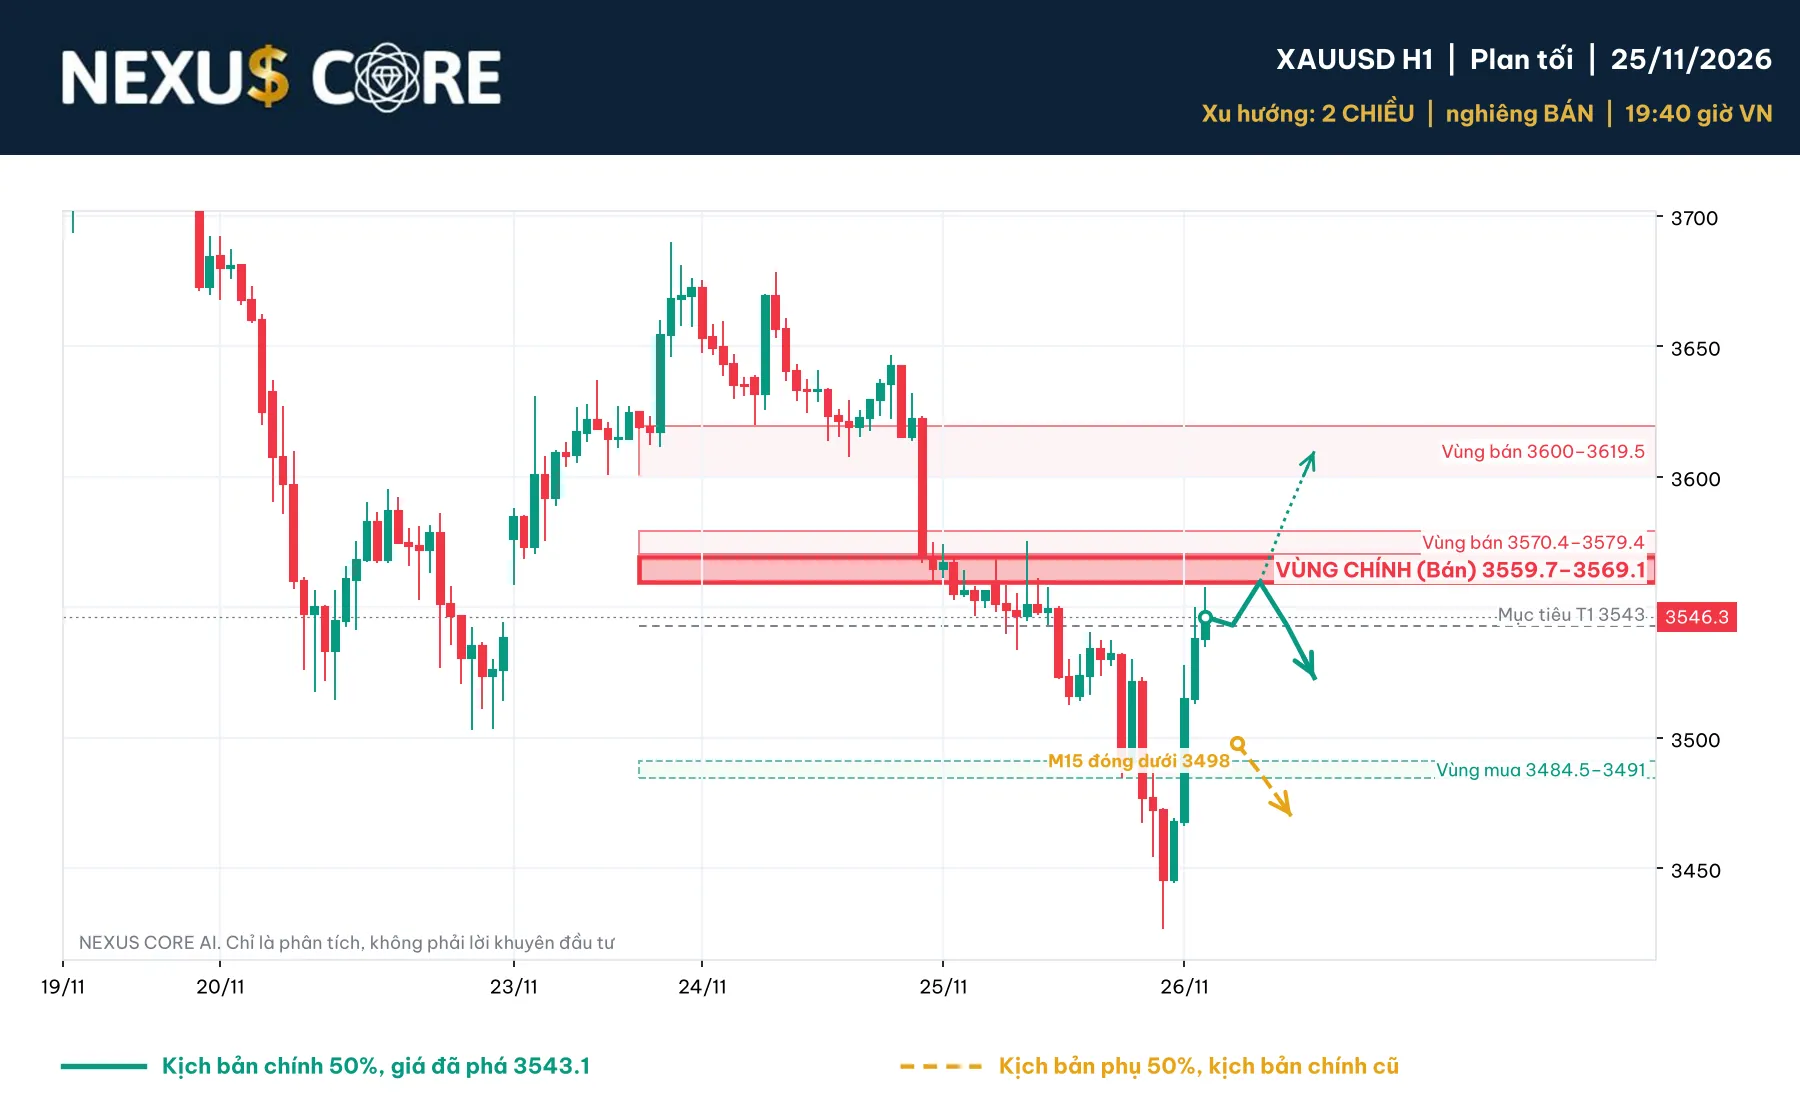 NEXU$ CORE
XAUUSD H1 | Plan tối | 25/11/2026
Xu hướng: 2 CHIỀU | nghiêng BÁN | 19:40 giờ VN
3700
3650
3600
3500
3450
Vùng bán 3600–3619.5
Vùng bán 3570.4–3579.4
VÙNG CHÍNH (Bán) 3559.7–3569.1
Mục tiêu T1 3543
3546.3
M15 đóng dưới 3498
Vùng mua 3484.5–3491
NEXUS CORE AI. Chỉ là phân tích, không phải lời khuyên đầu tư
19/11 20/11 23/11 24/11 25/11 26/11
Kịch bản chính 50%, giá đã phá 3543.1
Kịch bản phụ 50%, kịch bản chính cũ